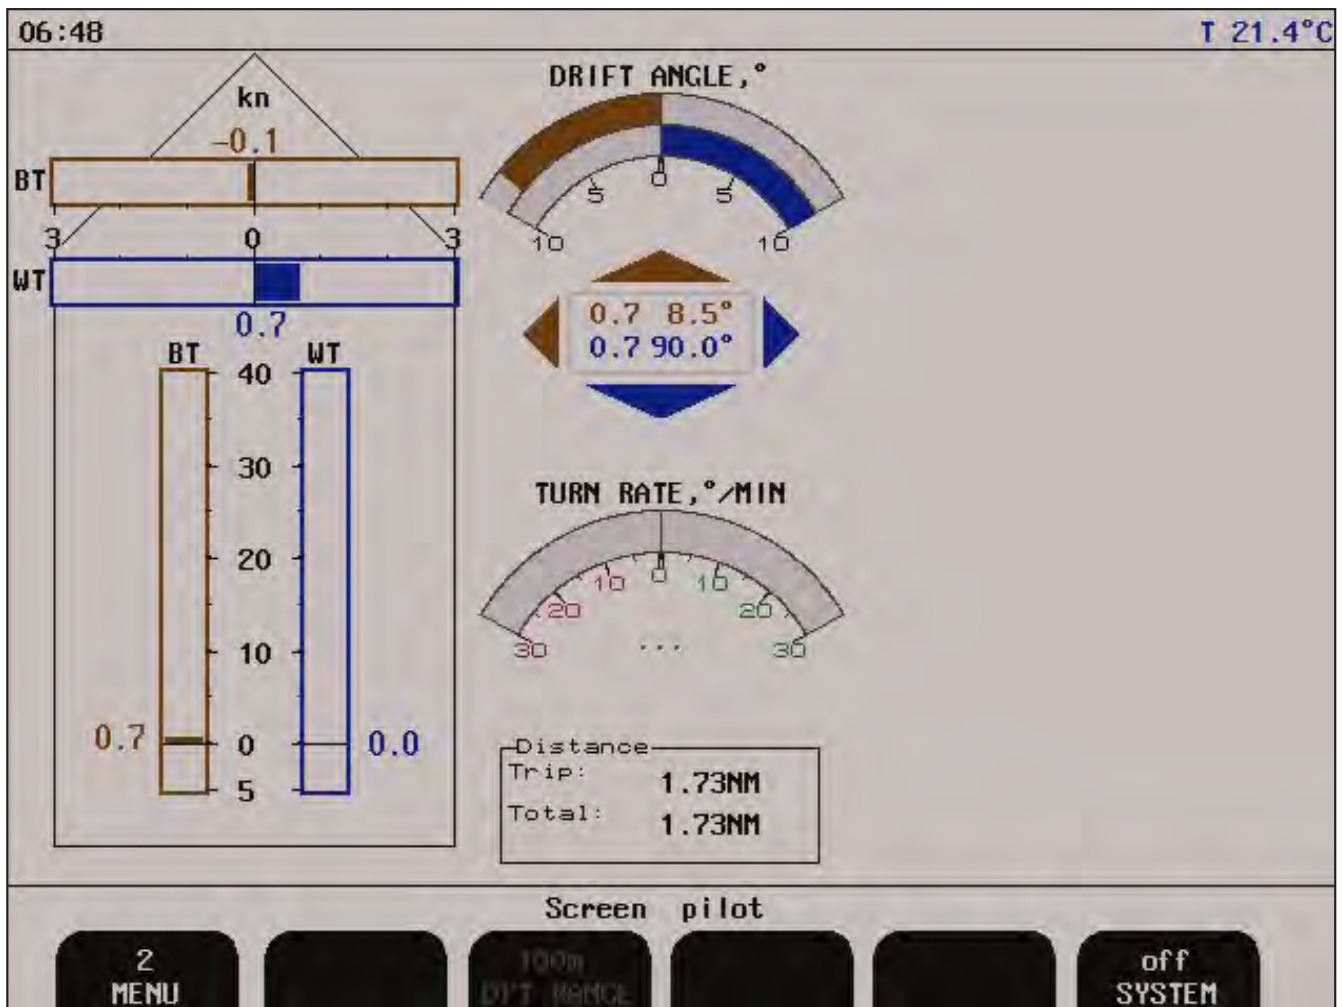 06:48
T 21.4°C
kn
-0.1
BT
3 0 3
WT
0.7
BT WT
40
30
20
10
0
5
0.7
0.0
DRIFT ANGLE,°
10 5 0 5 10
0.7 8.5°
0.7 90.0°
TURN RATE,°/MIN
30 20 10 0 10 20 30
...
Distance
Trip: 1.73NM
Total: 1.73NM
Screen pilot
2
MENU
100m
DPT RANGE
off
SYSTEM